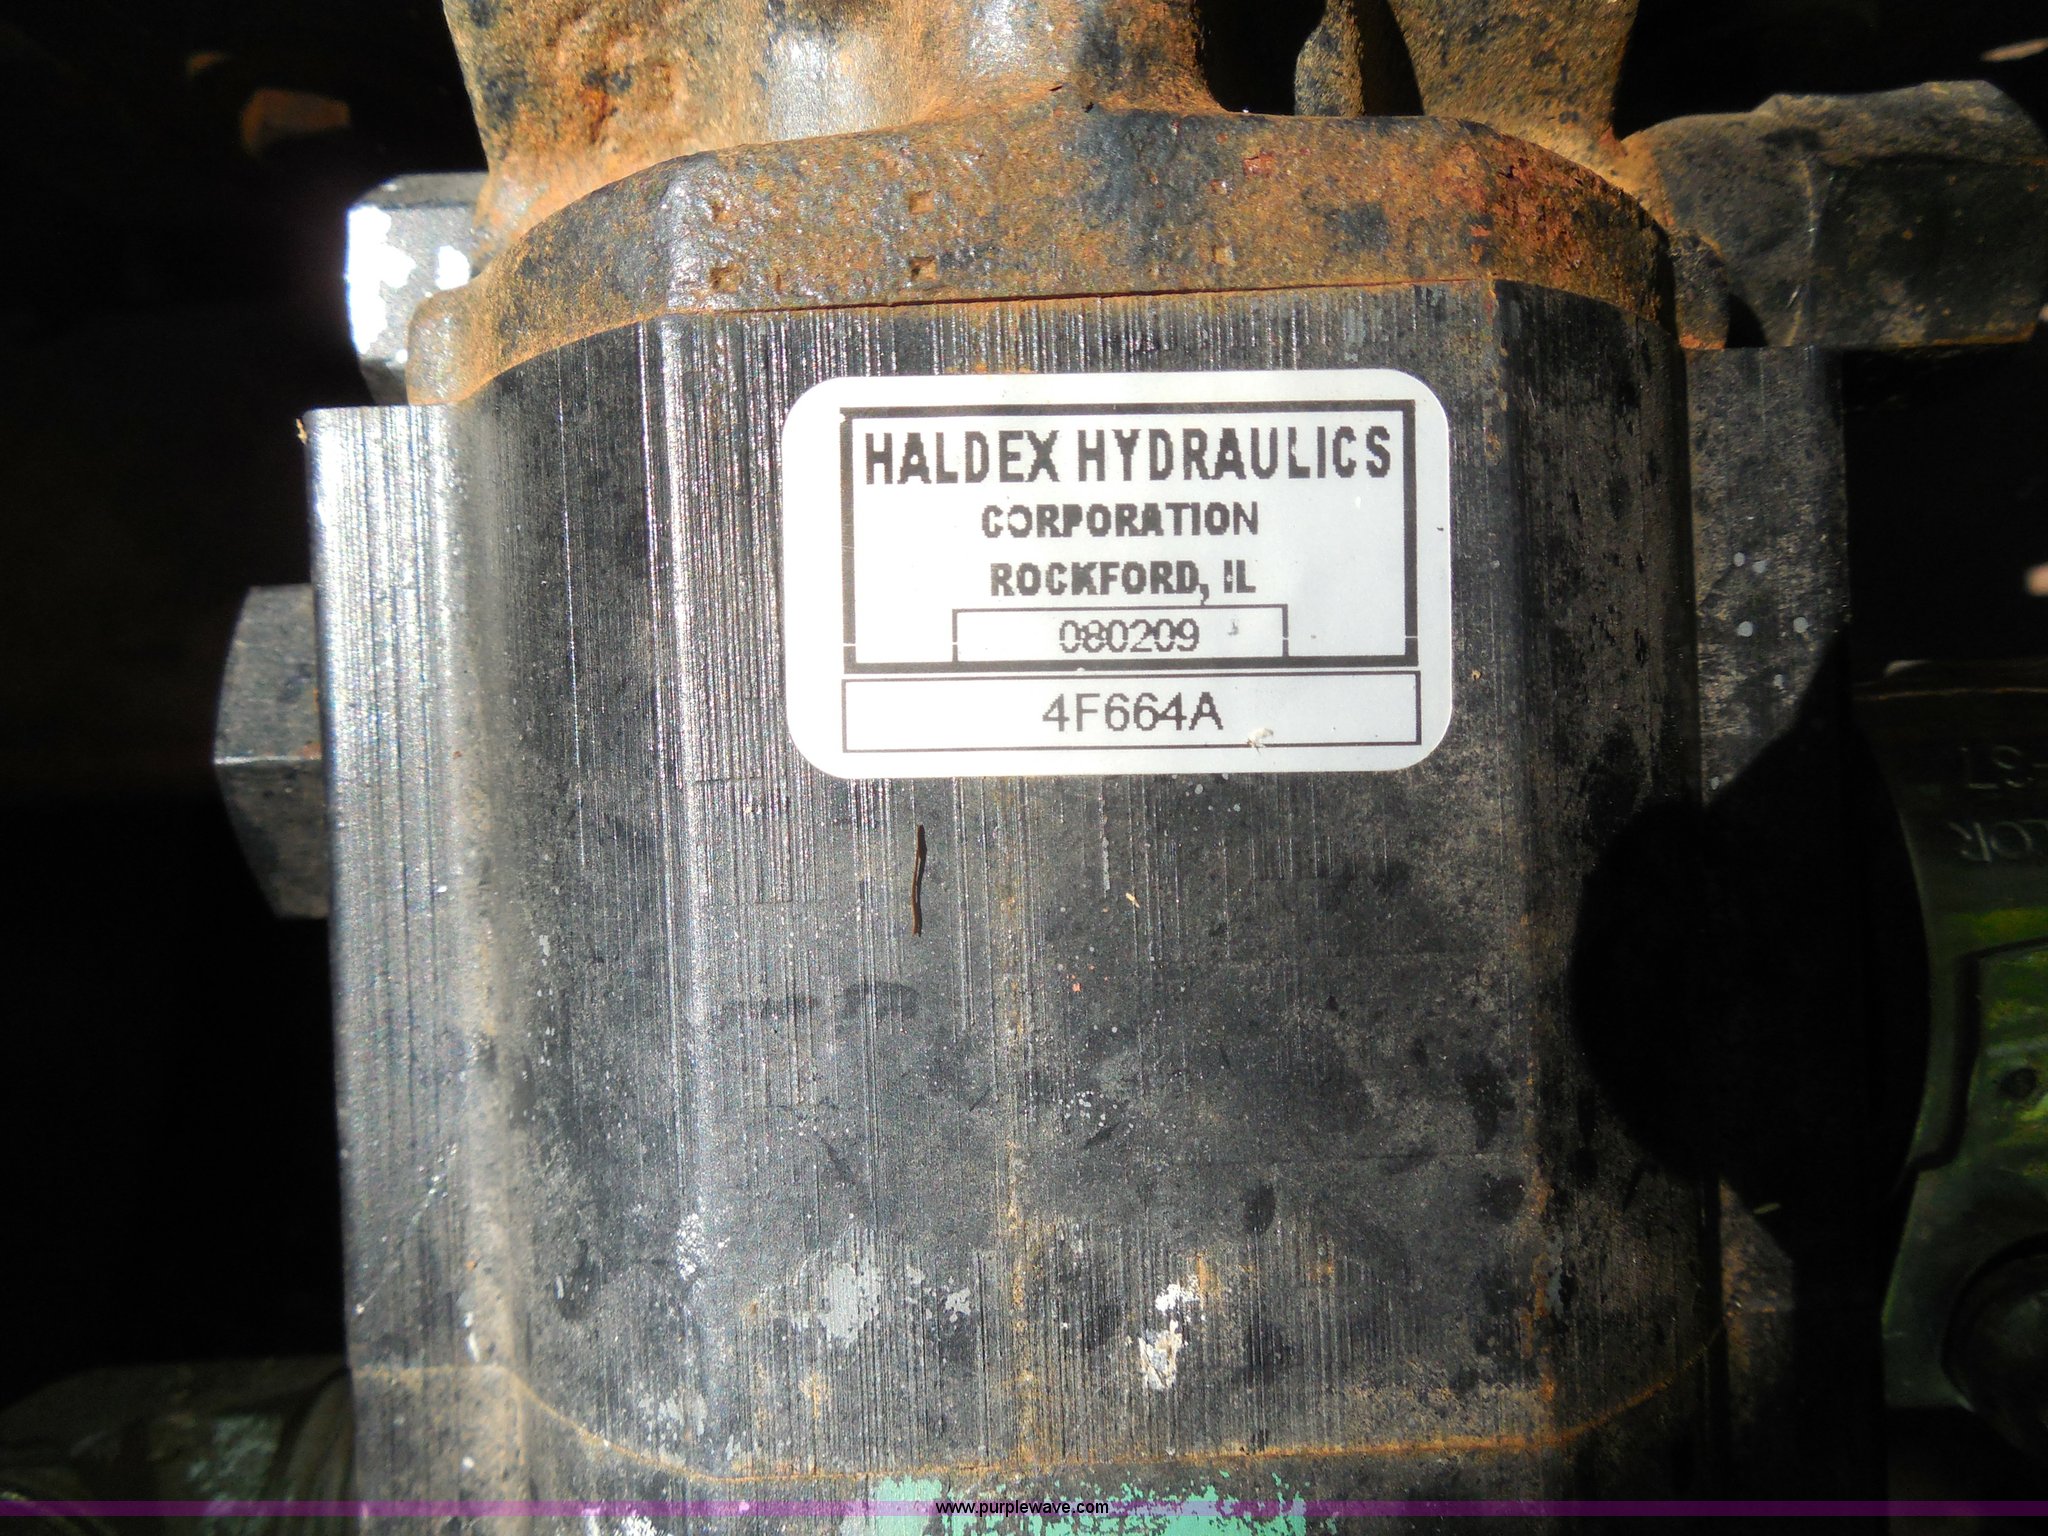 HALDEX HYDRAULICS
CORPORATION
ROCKFORD, IL
080209
4F664A
www.purplewave.com